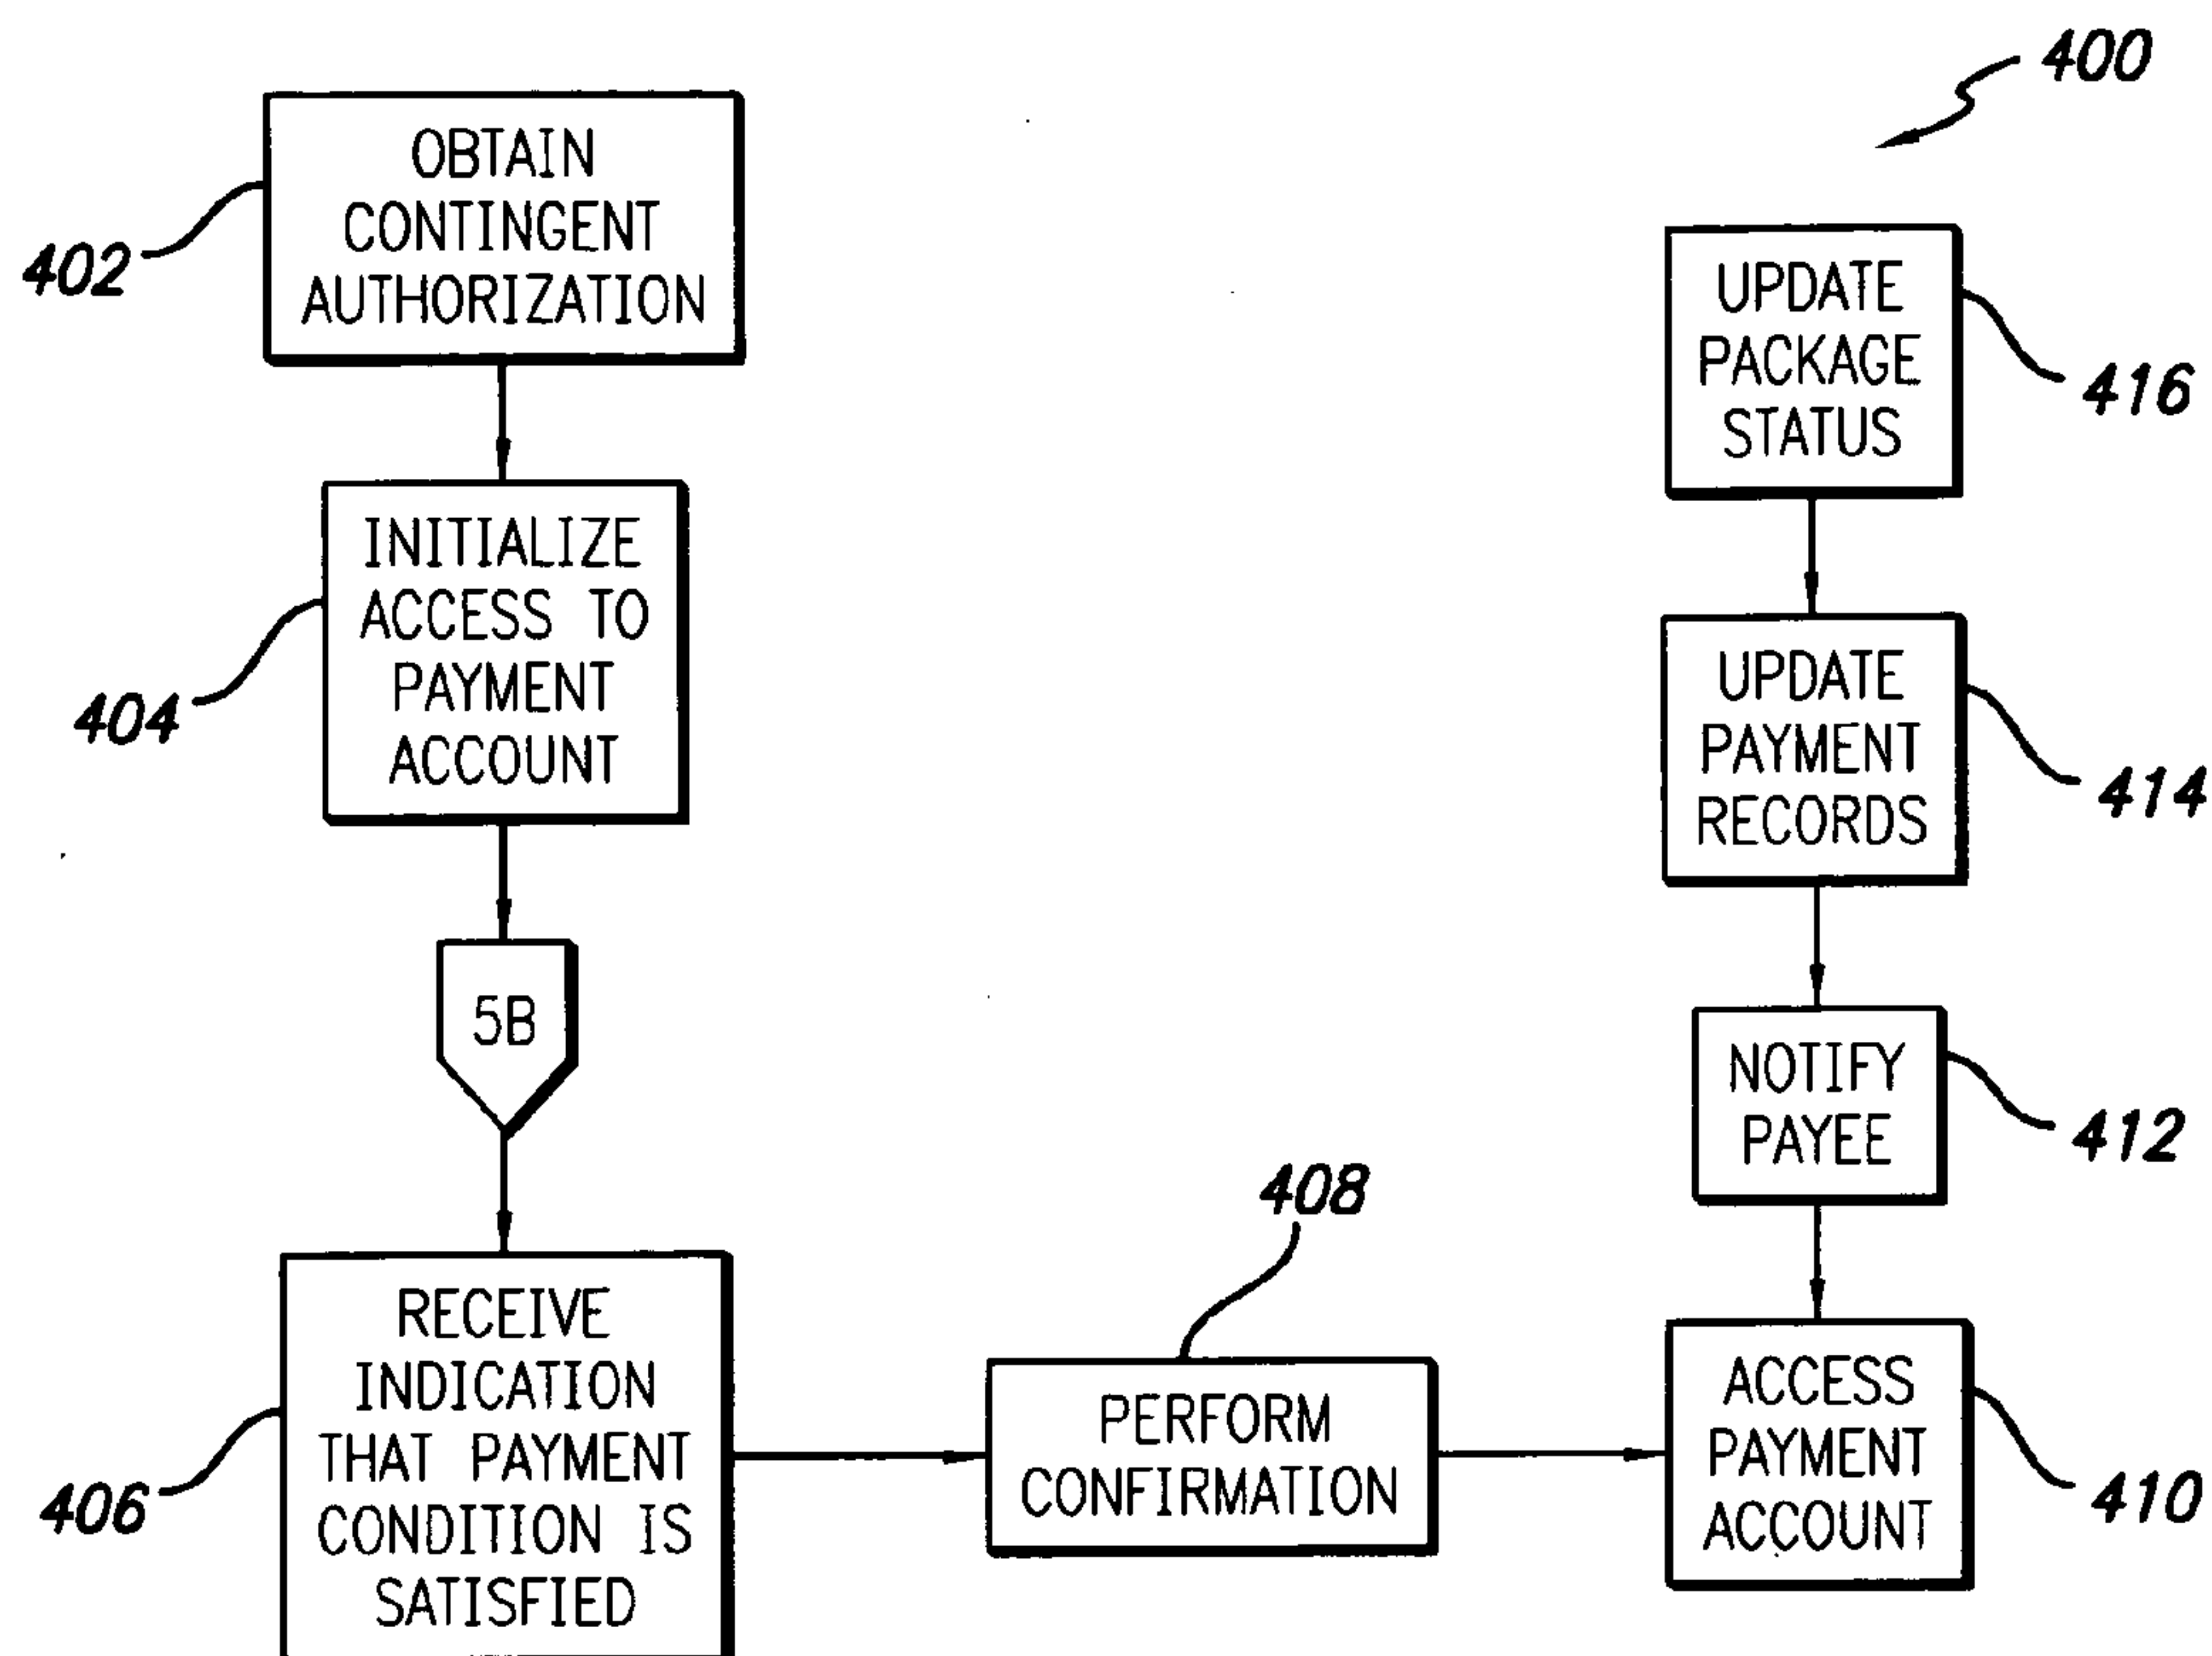 400
OBTAIN
CONTINGENT
AUTHORIZATION
402
INITIALIZE
ACCESS TO
PAYMENT
ACCOUNT
404
5B
RECEIVE
INDICATION
THAT PAYMENT
CONDITION IS
SATISFIED
406
408
PERFORM
CONFIRMATION
UPDATE
PACKAGE
STATUS
416
UPDATE
PAYMENT
RECORDS
414
NOTIFY
PAYEE
412
ACCESS
PAYMENT
ACCOUNT
410